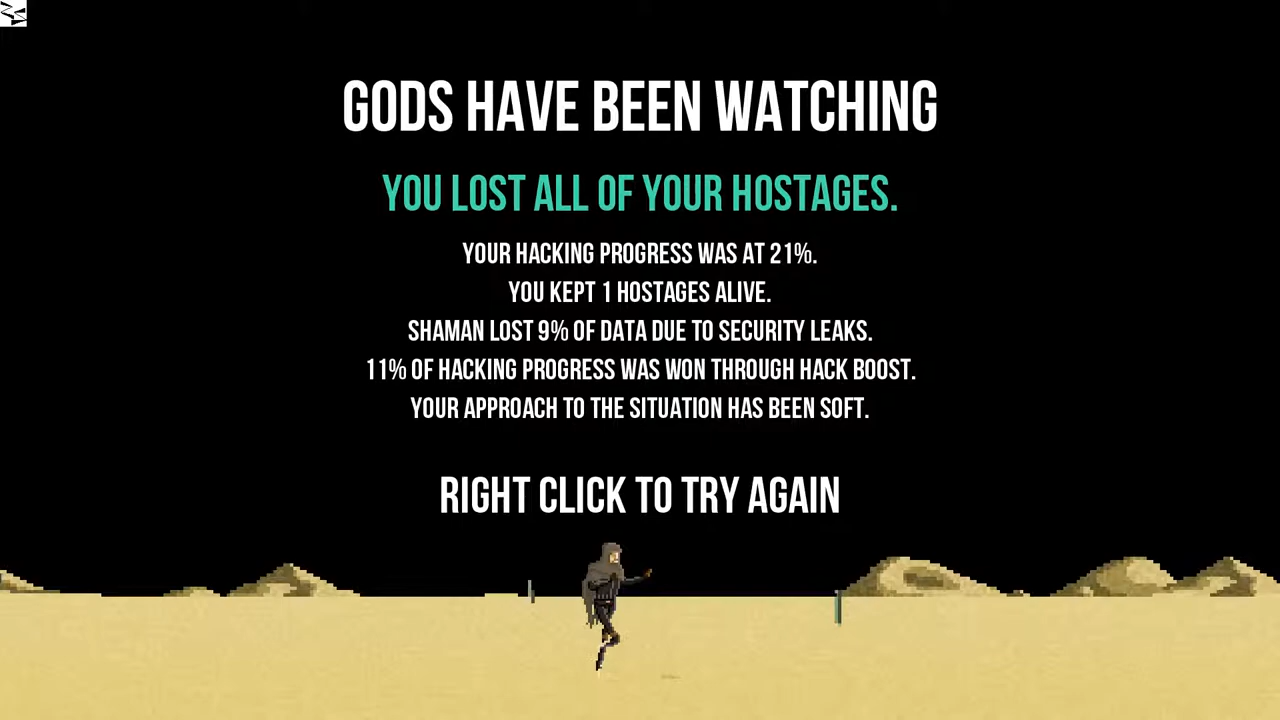 GODS HAVE BEEN WATCHING
YOU LOST ALL OF YOUR HOSTAGES.
YOUR HACKING PROGRESS WAS AT 21%.
YOU KEPT 1 HOSTAGES ALIVE.
SHAMAN LOST 9% OF DATA DUE TO SECURITY LEAKS.
11% OF HACKING PROGRESS WAS WON THROUGH HACK BOOST.
YOUR APPROACH TO THE SITUATION HAS BEEN SOFT.
RIGHT CLICK TO TRY AGAIN